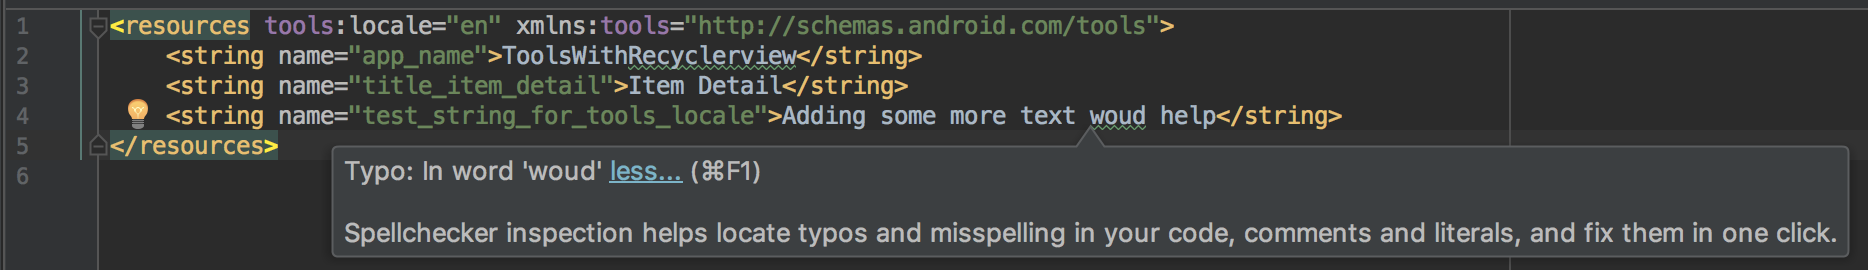 1 <resources tools:locale="en" xmlns:tools="http://schemas.android.com/tools">
2 <string name="app_name">ToolsWithRecyclerview</string>
3 <string name="title_item_detail">Item Detail</string>
4 <string name="test_string_for_tools_locale">Adding some more text woud help</string>
5 </resources>
6
Typo: In word 'woud' less... (⌘F1)
Spellchecker inspection helps locate typos and misspelling in your code, comments and literals, and fix them in one click.